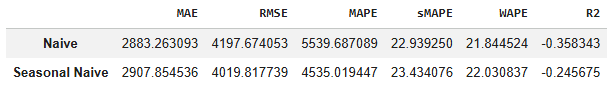 MAE RMSE MAPE sMAPE WAPE R2
Naive 2883.263093 4197.674053 5539.687089 22.939250 21.844524 -0.358343
Seasonal Naive 2907.854536 4019.817739 4535.019447 23.434076 22.030837 -0.245675